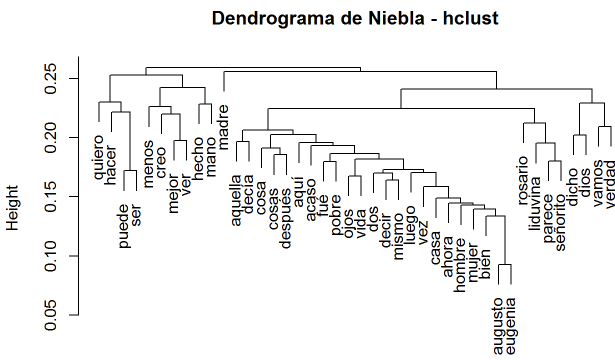 Dendrograma de Niebla - hclust
Height
0.25
0.20
0.15
0.10
0.05
quiero
hacer
puede
ser
menos
creo
mejor
ver
hecho
mano
madre
aquella
decía
cosa
cosas
después
aquí
acaso
fué
pobre
ojos
vida
dos
decir
mismo
luego
vez
casa
ahora
hombre
mujer
bien
augusto
eugenia
rosario
liduvina
parece
señorito
dicho
dios
vamos
verdad